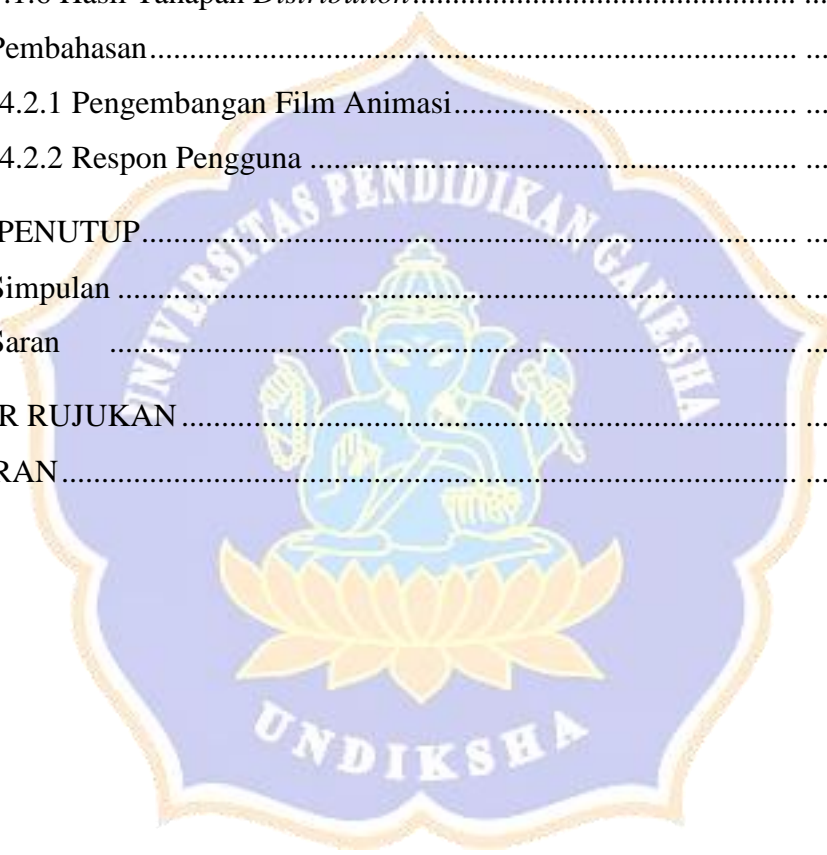 .1.6 Hasil Tahapan Distribution.................................................. ...
Pembahasan.................................................................................... ...
4.2.1 Pengembangan Film Animasi............................................. ...
4.2.2 Respon Pengguna ................................................................ ...
PENUTUP...................................................................................... ...
Simpulan ......................................................................................... ...
Saran .......................................................................................... ...
R RUJUKAN ................................................................................. ...
RAN................................................................................................ ...
UNIVERSITAS PENDIDIKAN GANESHA
UNDIKSHA